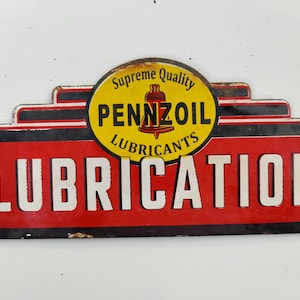 Supreme Quality
PENNZOIL
LUBRICANTS
LUBRICATIO